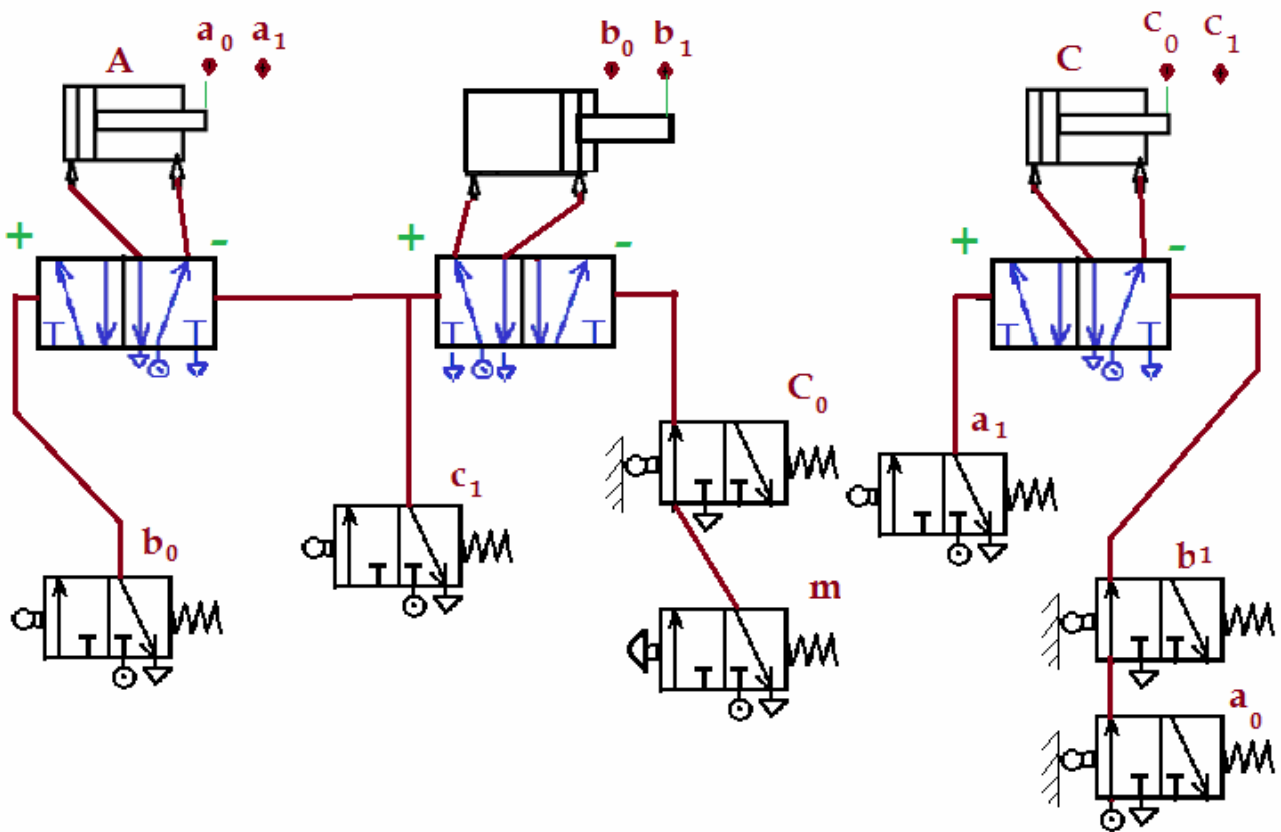 A a₀ a₁
b₀ b₁
C c₀ c₁
+ -
+ -
+ -
C₀
a₁
c₁
b₀
b1
m
a₀